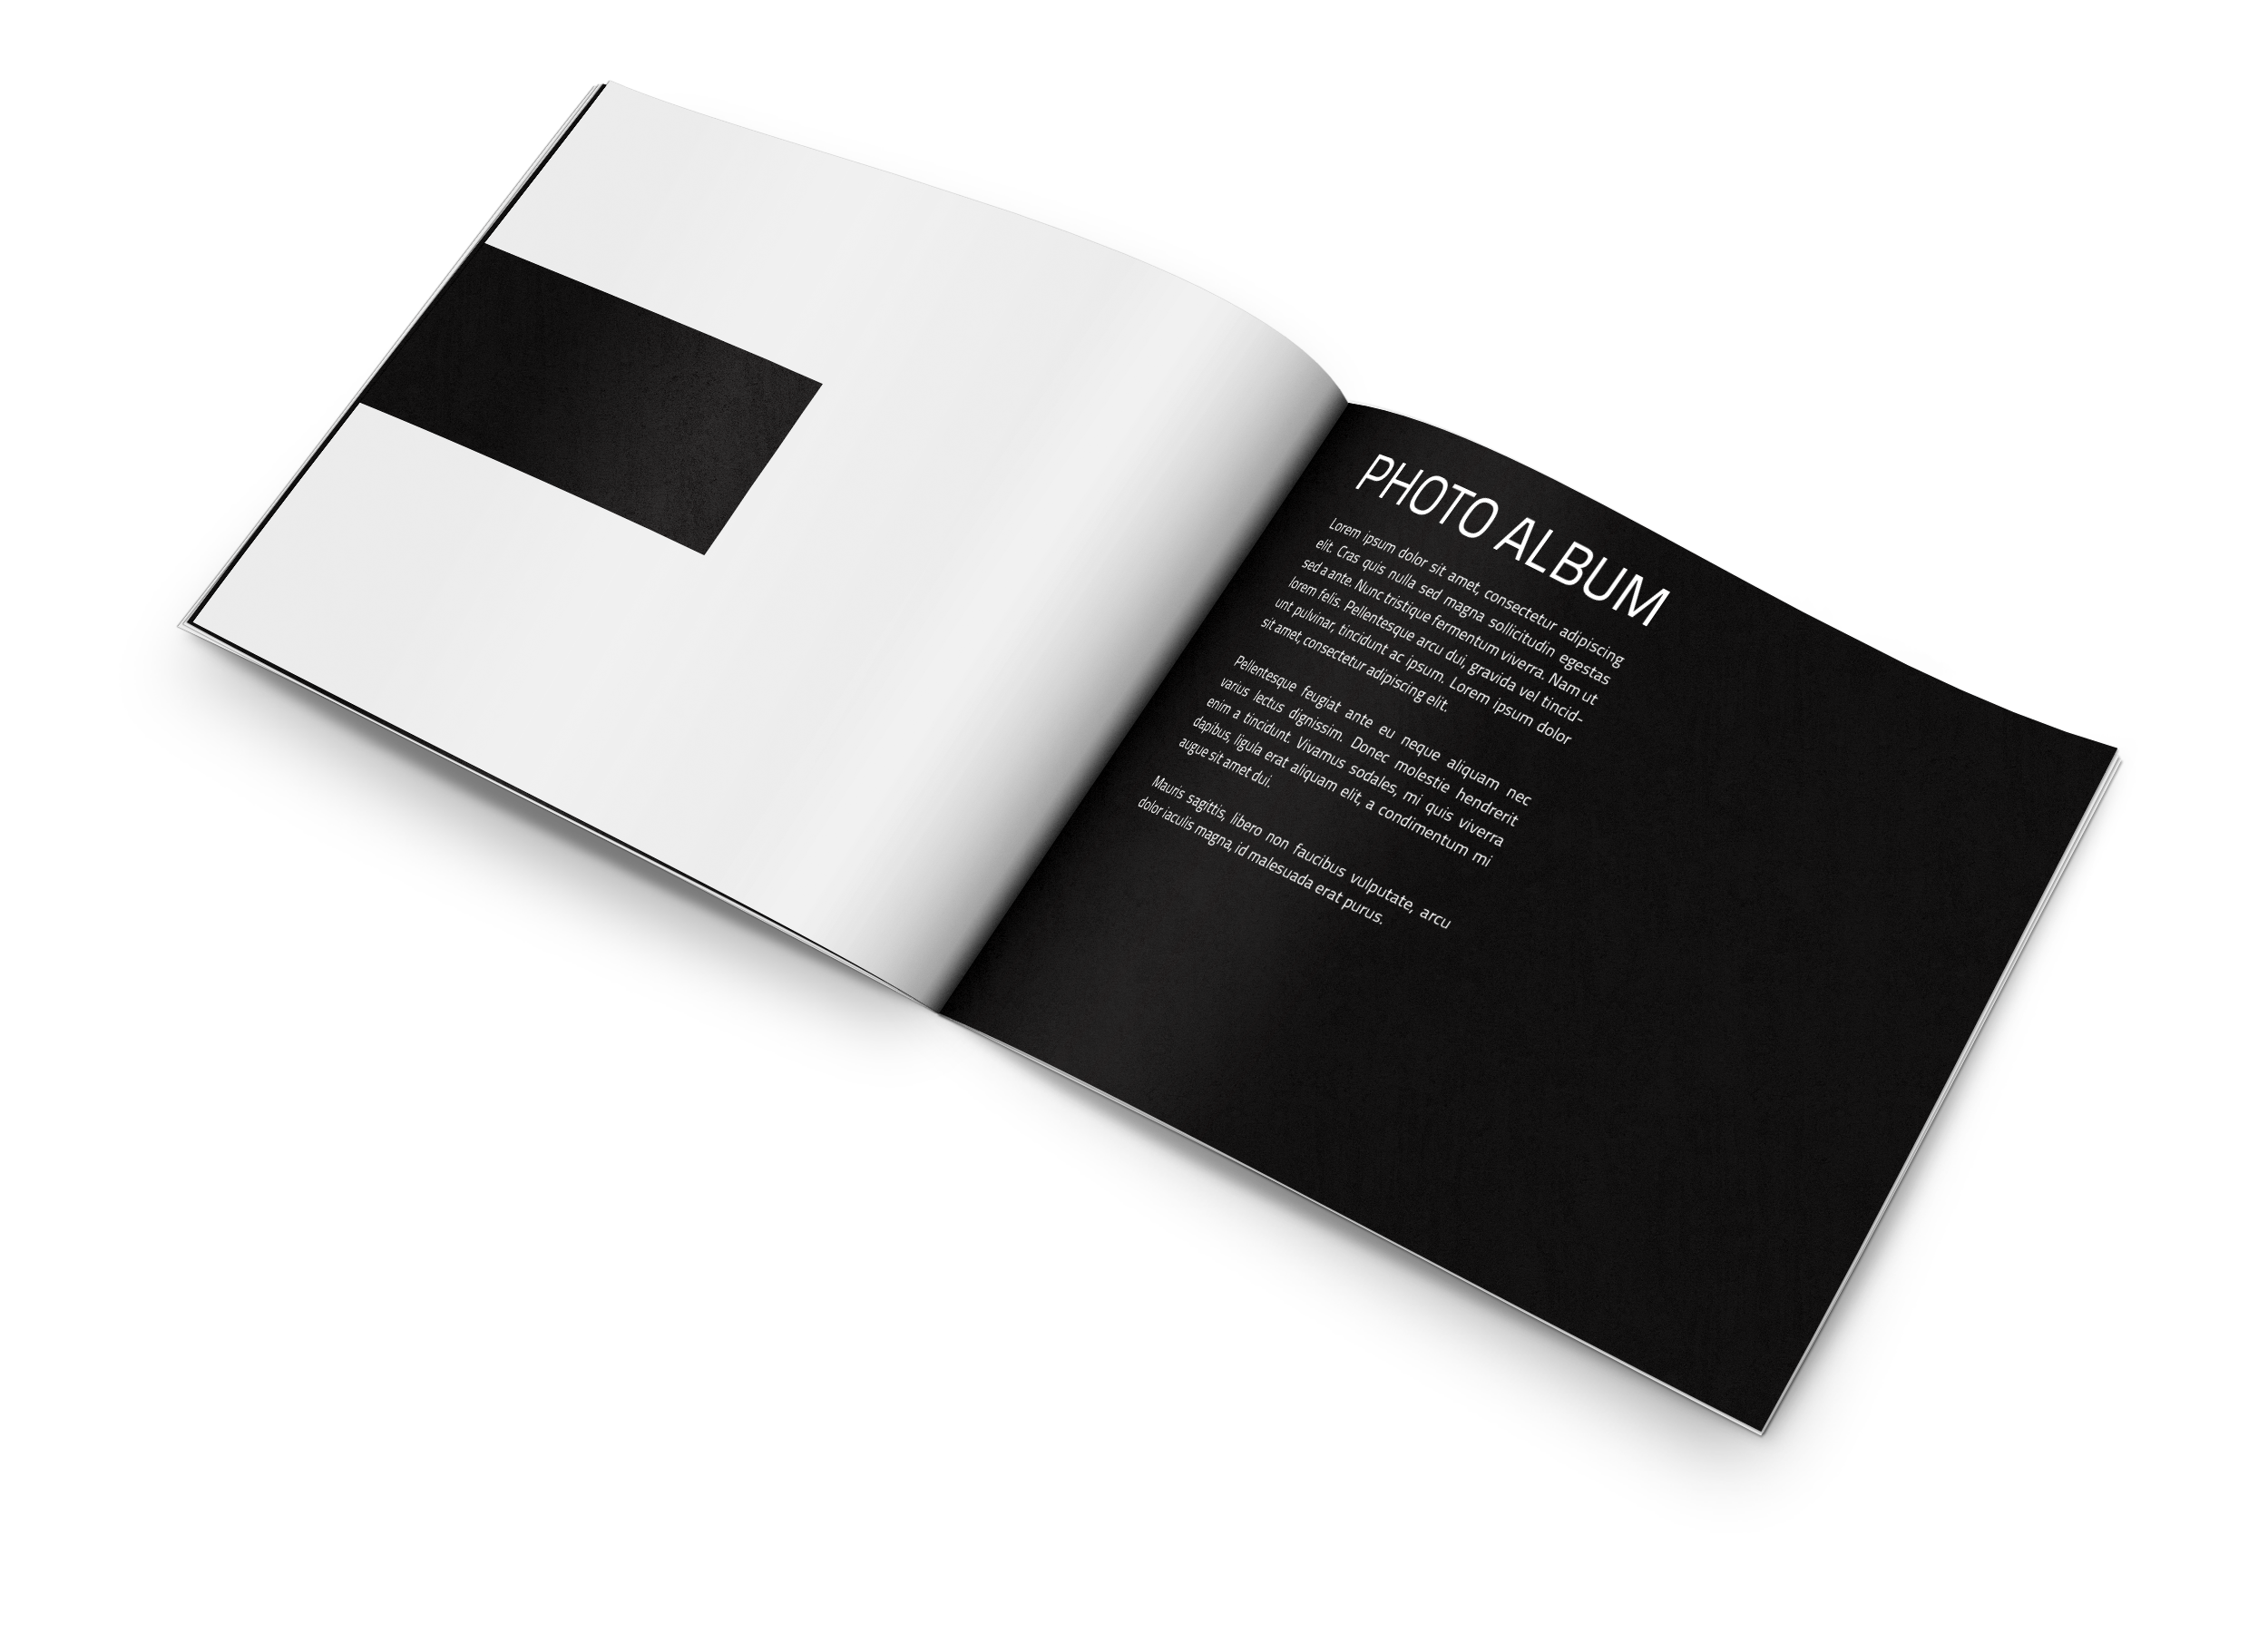 PHOTO ALBUM
Lorem ipsum dolor sit amet, consectetur adipiscing
elit. Cras quis nulla sed magna sollicitudin egestas
sed a ante. Nunc tristique fermentum viverra. Nam ut
lorem felis. Pellentesque arcu dui, gravida vel tincid-
unt pulvinar, tincidunt ac ipsum. Lorem ipsum dolor
sit amet, consectetur adipiscing elit.
Pellentesque feugiat ante eu neque aliquam nec
varius lectus dignissim. Donec molestie hendrerit
enim a tincidunt. Vivamus sodales, mi quis viverra
dapibus, ligula erat aliquam elit, a condimentum mi
augue sit amet dui.
Mauris sagittis, libero non faucibus vulputate, arcu
dolor iaculis magna, id malesuada erat purus.